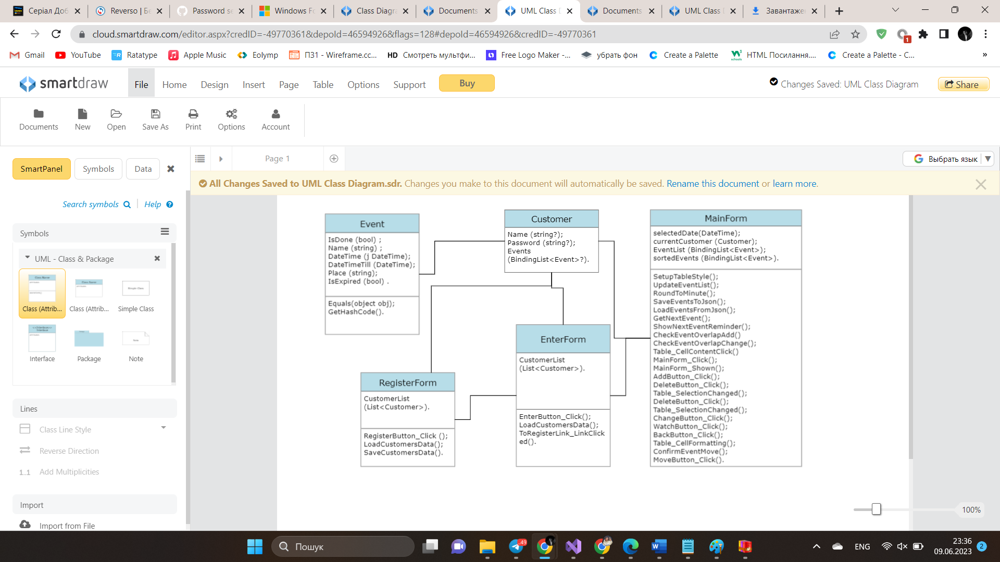 Серіал Доб
Reverso | Бе
Password se
Windows Fo
Class Diagra
Documents
UML Class D
Documents
UML Class D
Завантажен
cloud.smartdraw.com/editor.aspx?credID=-49770361&depoId=46594926&flags=128#depoId=46594926&credID=-49770361
1
Gmail
YouTube
Ratatype
Apple Music
Eolymp
ПЗ1 - Wireframe.cc...
HD Смотреть мультфи...
Free Logo Maker -...
убрать фон
Create a Palette
HTML Посилання....
Create a Palette - C...
»
smartdraw
File
Home
Design
Insert
Page
Table
Options
Support
Buy
Changes Saved: UML Class Diagram
Share
Documents
New
Open
Save As
Print
Options
Account
SmartPanel
Symbols
Data
Page 1
Выбрать язык
All Changes Saved to UML Class Diagram.sdr. Changes you make to this document will automatically be saved. Rename this document or learn more.
Search symbols
Help
Symbols
UML - Class & Package
Class (Attrib...
Class (Attrib...
Simple Class
Interface
Package
Note
Lines
Class Line Style
Reverse Direction
1..1 Add Multiplicities
Import
Import from File
Event
IsDone (bool) ;
Name (string) ;
DateTime (j DateTime);
DateTimeTill (DateTime);
Place (string);
IsExpired (bool) .
Equals(object obj);
GetHashCode().
Customer
Name (string?);
Password (string?);
Events
(BindingList<Event>?).
MainForm
selectedDate(DateTime);
currentCustomer (Customer);
EventList (BindingList<Event>);
sortedEvents (BindingList<Event>).
SetupTableStyle();
UpdateEventList();
RoundToMinute();
SaveEventsToJson();
LoadEventsFromJson();
GetNextEvent();
ShowNextEventReminder();
CheckEventOverlapAdd()
CheckEventOverlapChange();
Table_CellContentClick()
MainForm_Click();
MainForm_Shown();
AddButton_Click();
DeleteButton_Click();
Table_SelectionChanged();
DeleteButton_Click();
Table_SelectionChanged();
ChangeButton_Click();
WatchButton_Click();
BackButton_Click();
Table_CellFormatting();
ConfirmEventMove();
MoveButton_Click().
EnterForm
CustomerList
(List<Customer>).
EnterButton_Click();
LoadCustomersData();
ToRegisterLink_LinkClick
ed().
RegisterForm
CustomerList
(List<Customer>).
RegisterButton_Click ();
LoadCustomersData();
SaveCustomersData().
100%
Пошук
ENG
23:36
09.06.2023
2